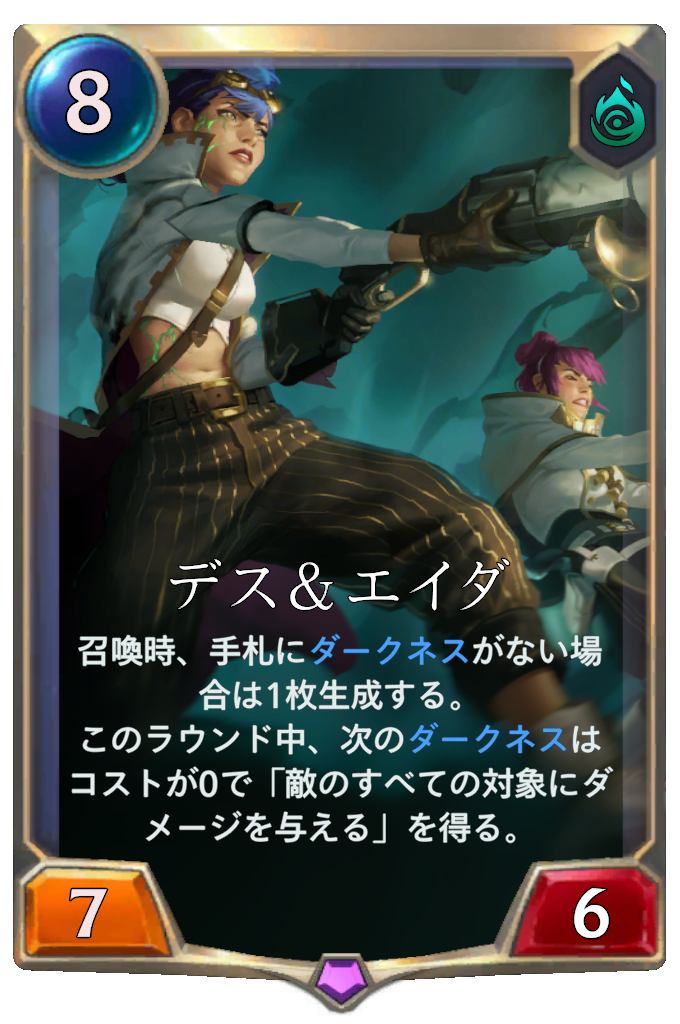 8
デス＆エイダ
召喚時、手札にダークネスがない場
合は1枚生成する。
このラウンド中、次のダークネスは
コストが0で「敵のすべての対象にダ
メージを与える」を得る。
7
6